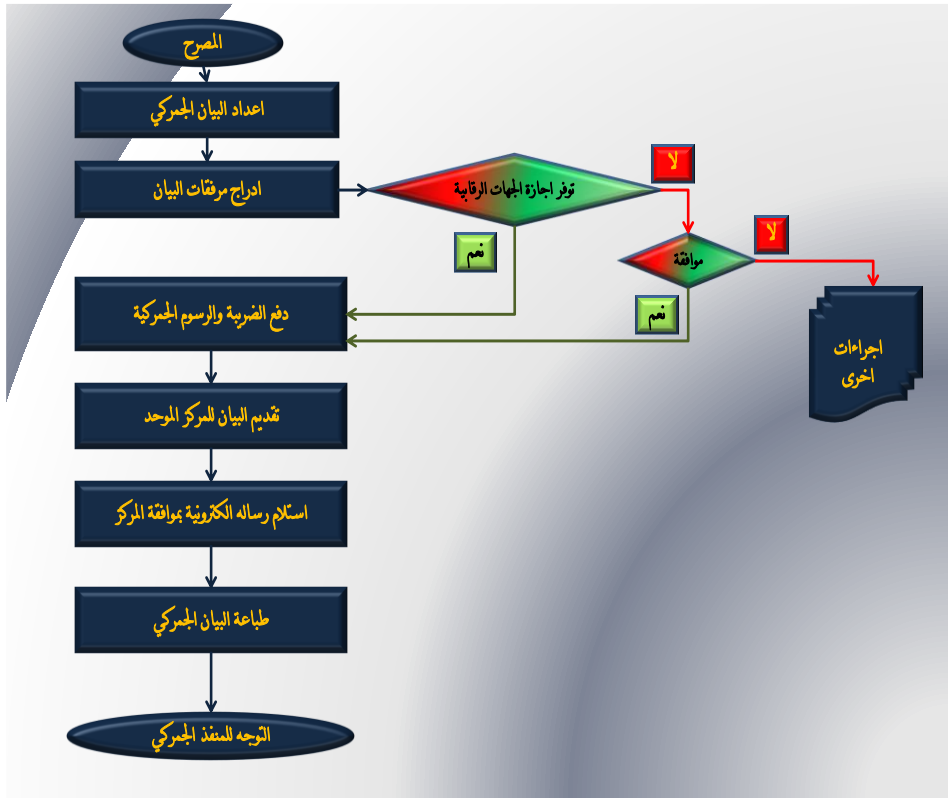 المصرح
اعداد البيان الجمركي
ادراج مرفقات البيان
توفر اجازة الجهات الرقابية
لا
نعم
موافقة
لا
نعم
اجراءات
اخرى
دفع الضريبة والرسوم الجمركية
تقديم البيان للمركز الموحد
استلام رساله الكترونية بموافقة المركز
طباعة البيان الجمركي
التوجه للمنفذ الجمركي